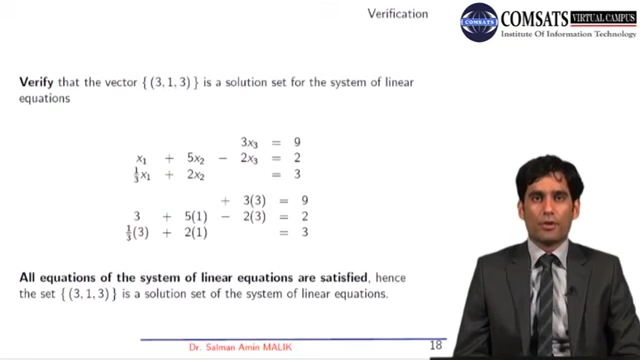 Verification
COMSATS VIRTUAL CAMPUS
Institute Of Information Technology
Verify that the vector {(3, 1, 3)} is a solution set for the system of linear
equations
3x₃ = 9
x₁ + 5x₂ − 2x₃ = 2
⅓x₁ + 2x₂ = 3
+ 3(3) = 9
3 + 5(1) − 2(3) = 2
⅓(3) + 2(1) = 3
All equations of the system of linear equations are satisfied, hence
the set {(3, 1, 3)} is a solution set of the system of linear equations.
Dr. Salman Amin MALIK
18